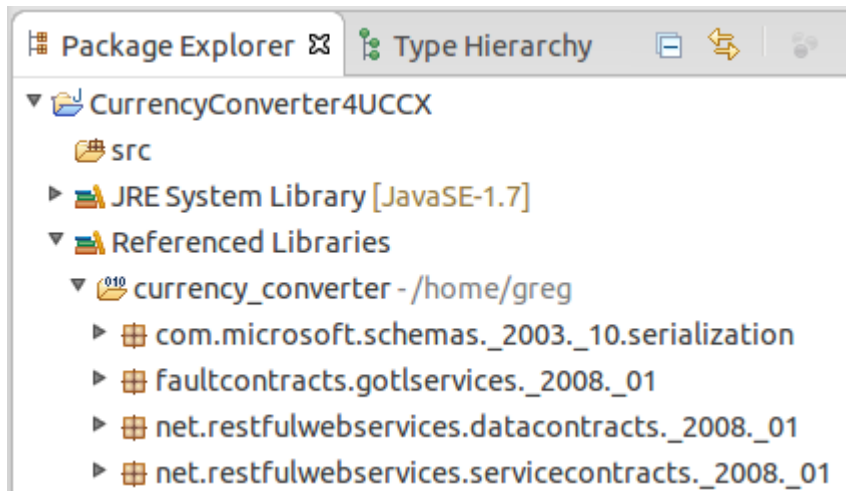 Package Explorer Type Hierarchy
CurrencyConverter4UCCX
src
JRE System Library [JavaSE-1.7]
Referenced Libraries
010 currency_converter - /home/greg
com.microsoft.schemas._2003._10.serialization
faultcontracts.gotlservices._2008._01
net.restfulwebservices.datacontracts._2008._01
net.restfulwebservices.servicecontracts._2008._01